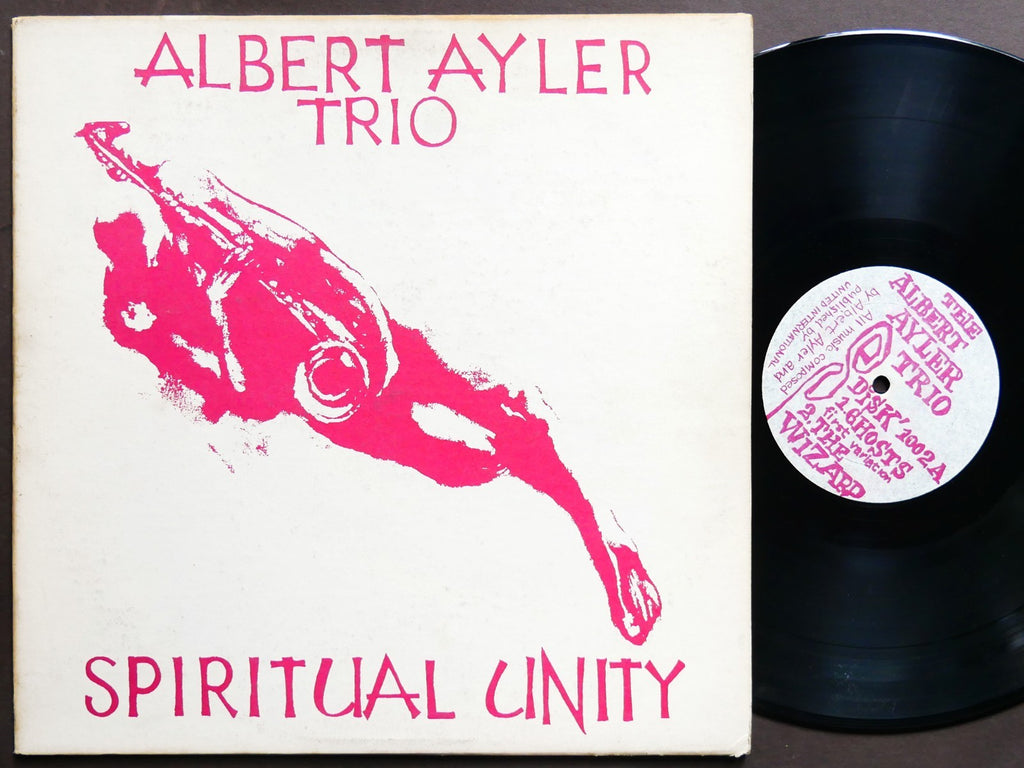 ALBERT AYLER
TRIO
SPIRITUAL UNITY
THE
ALBERT
AYLER
TRIO
DISK' 1002 A
1. GHOSTS
first variation
2. THE
WIZARD
All music composed
by Albert Ayler and
published by
UNITED INTERNATIONAL